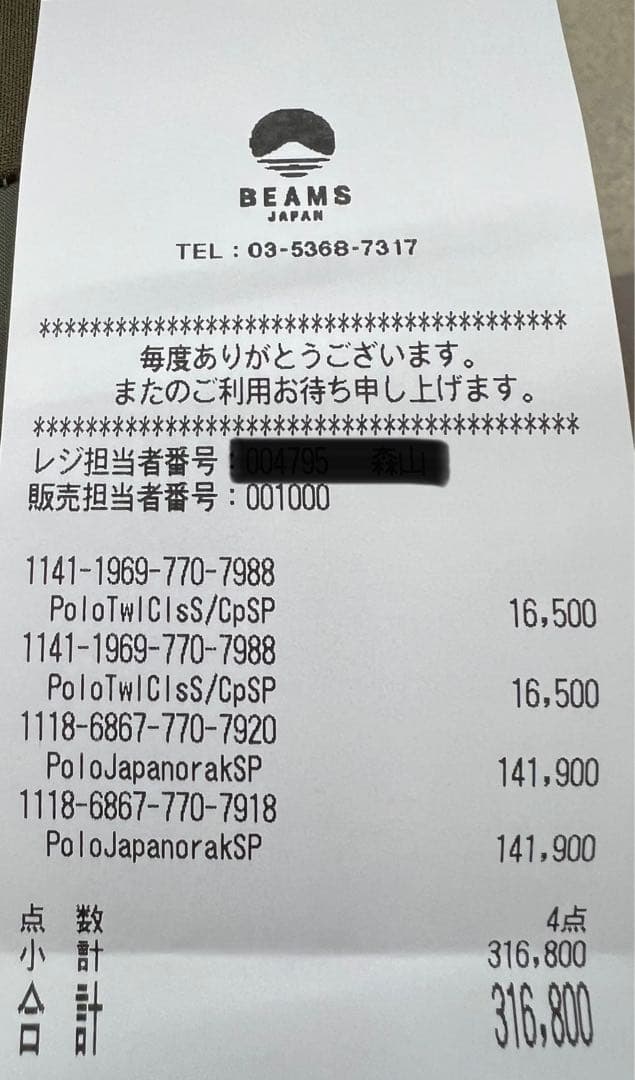 BEAMS
JAPAN
TEL : 03-5368-7317
*****************************************
毎度ありがとうございます。
またのご利用お待ち申し上げます。
*****************************************
レジ担当者番号:
販売担当者番号:001000
1141-1969-770-7988
PoloTwlClsS/CpSP 16,500
1141-1969-770-7988
PoloTwlClsS/CpSP 16,500
1118-6867-770-7920
PoloJapanorakSP 141,900
1118-6867-770-7918
PoloJapanorakSP 141,900
点 数 4点
小 計 316,800
合 計 316,800